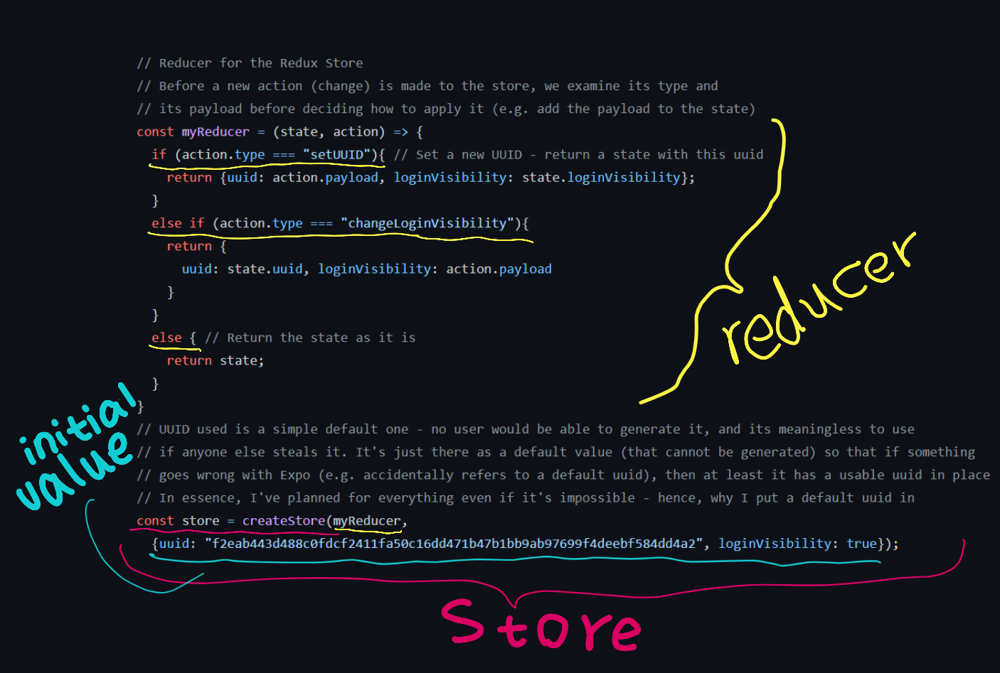 // Reducer for the Redux Store
// Before a new action (change) is made to the store, we examine its type and
// its payload before deciding how to apply it (e.g. add the payload to the state)
const myReducer = (state, action) => {
if (action.type === "setUUID"){ // Set a new UUID - return a state with this uuid
return {uuid: action.payload, loginVisibility: state.loginVisibility};
}
else if (action.type === "changeLoginVisibility"){
return {
uuid: state.uuid, loginVisibility: action.payload
}
}
else { // Return the state as it is
return state;
}
}
reducer
initial
value
// UUID used is a simple default one - no user would be able to generate it, and its meaningless to use
// if anyone else steals it. It's just there as a default value (that cannot be generated) so that if something
// goes wrong with Expo (e.g. accidentally refers to a default uuid), then at least it has a usable uuid in place
// In essence, I've planned for everything even if it's impossible - hence, why I put a default uuid in
const store = createStore(myReducer,
{uuid: "f2eab443d488c0fdcf2411fa50c16dd471b47b1bb9ab97699f4deebf584dd4a2", loginVisibility: true});
Store